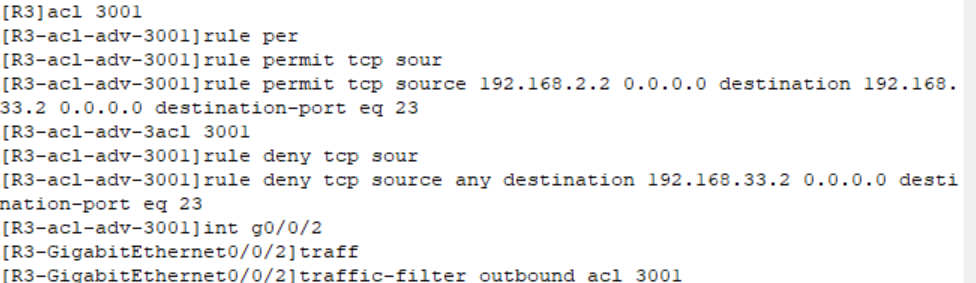 [R3]acl 3001
[R3-acl-adv-3001]rule per
[R3-acl-adv-3001]rule permit tcp sour
[R3-acl-adv-3001]rule permit tcp source 192.168.2.2 0.0.0.0 destination 192.168.
33.2 0.0.0.0 destination-port eq 23
[R3-acl-adv-3acl 3001
[R3-acl-adv-3001]rule deny tcp sour
[R3-acl-adv-3001]rule deny tcp source any destination 192.168.33.2 0.0.0.0 desti
nation-port eq 23
[R3-acl-adv-3001]int g0/0/2
[R3-GigabitEthernet0/0/2]traff
[R3-GigabitEthernet0/0/2]traffic-filter outbound acl 3001